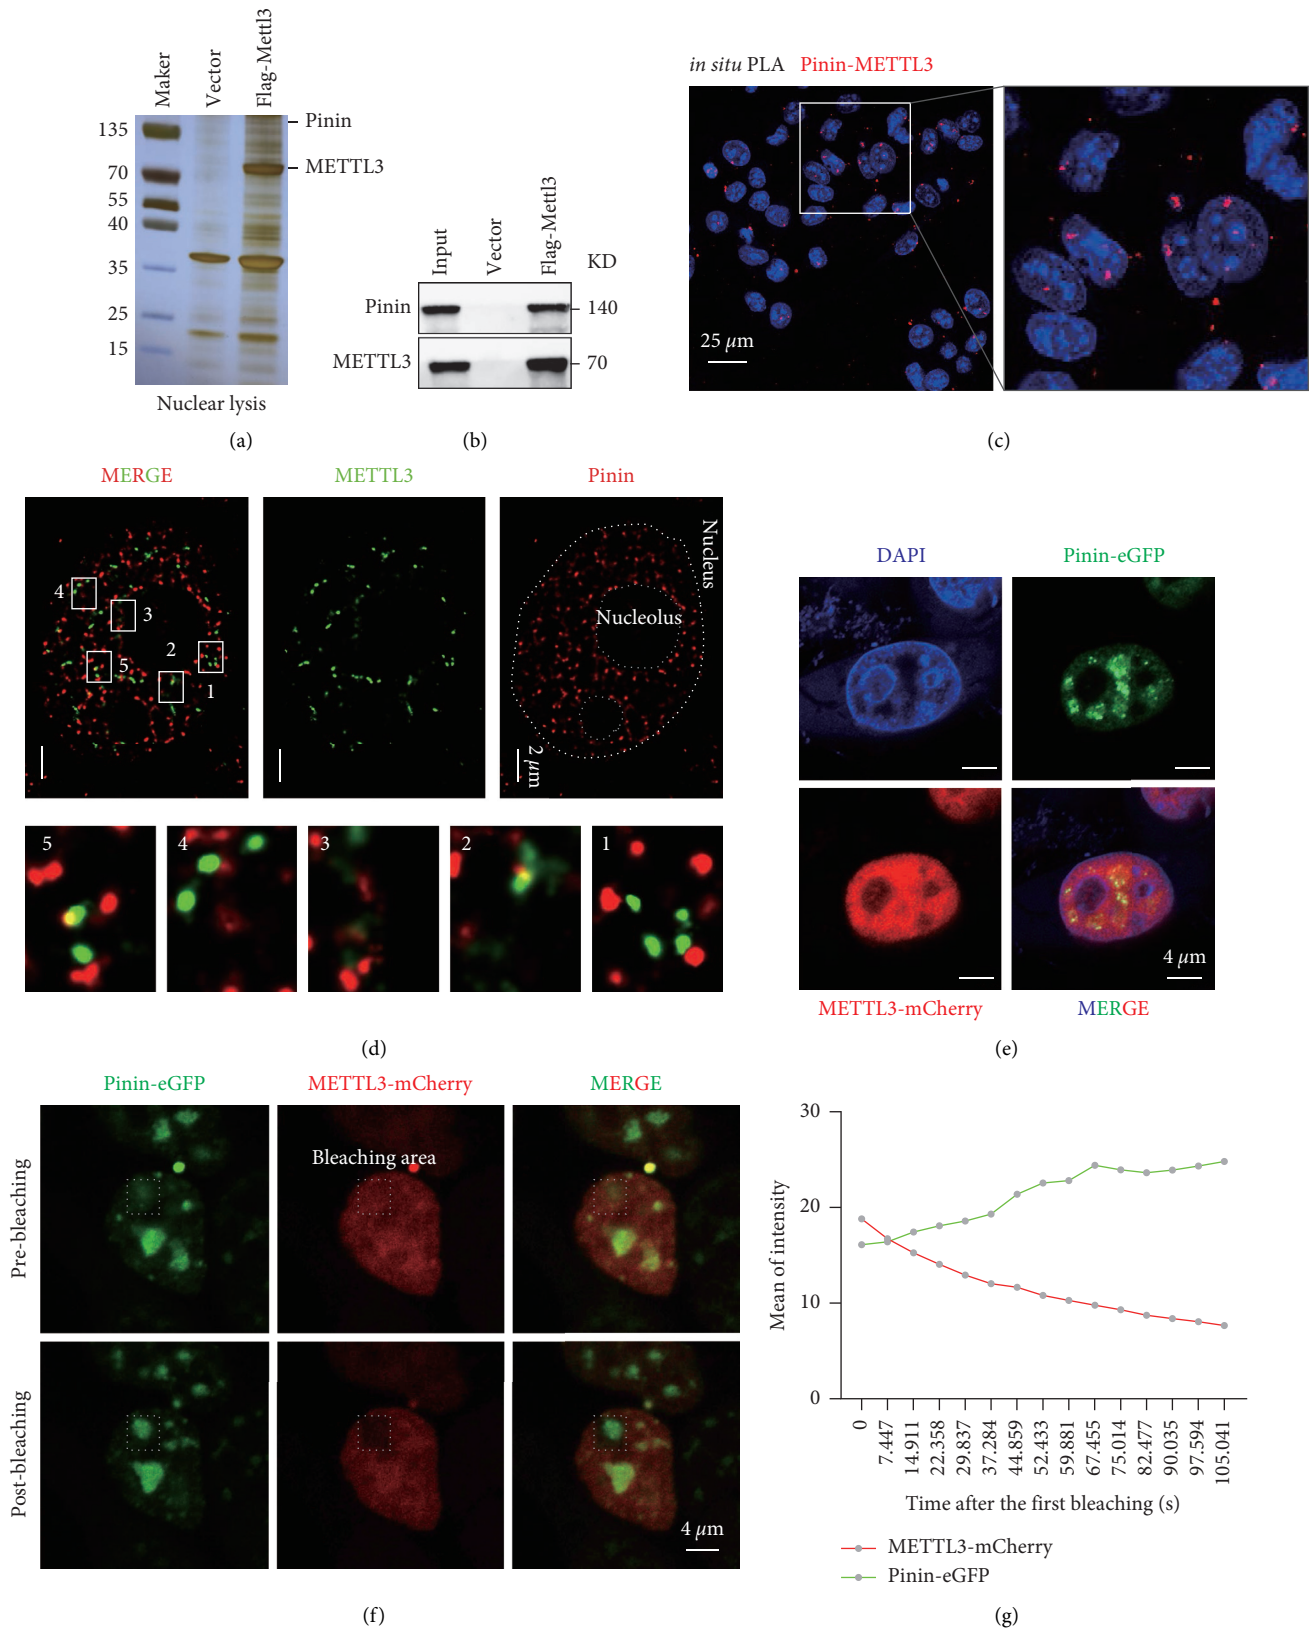 Maker
Vector
Flag-Mettl3
135
70
55
40
35
25
15
Pinin
METTL3
Nuclear lysis
(a)
Input
Vector
Flag-Mettl3
KD
Pinin
140
METTL3
70
(b)
in situ PLA Pinin-METTL3
25 µm
(c)
MERGE
METTL3
Pinin
4
3
2
5
1
Nucleus
Nucleolus
2 µm
5
4
3
2
1
(d)
DAPI
Pinin-eGFP
4 µm
METTL3-mCherry
MERGE
(e)
Pinin-eGFP
METTL3-mCherry
MERGE
Pre-bleaching
Bleaching area
Post-bleaching
4 µm
(f)
Mean of intensity
30
20
10
0
0
7.447
14.911
22.358
29.837
37.284
44.859
52.433
59.881
67.455
75.014
82.477
90.035
97.594
105.041
Time after the first bleaching (s)
METTL3-mCherry
Pinin-eGFP
(g)